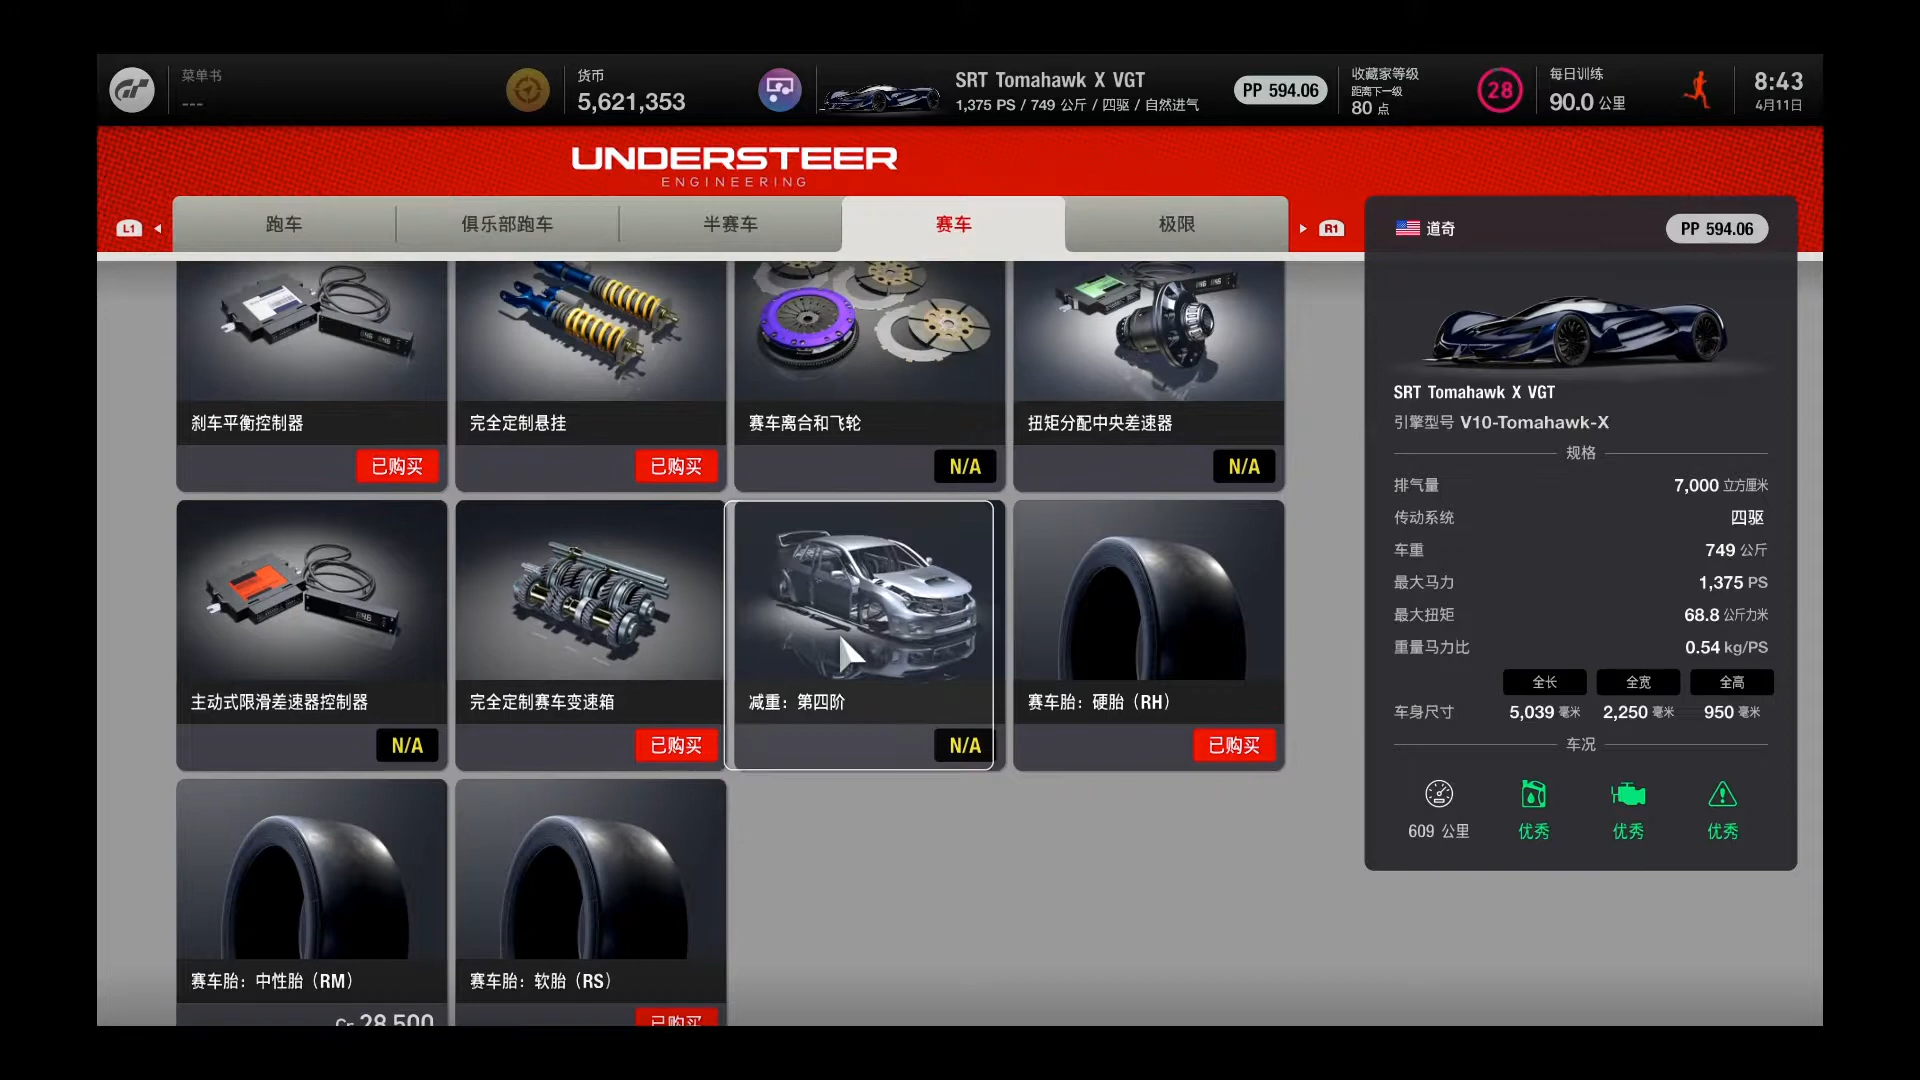 菜单书
---
货币
5,621,353
SRT Tomahawk X VGT
1,375 PS / 749 公斤 / 四驱 / 自然进气
PP 594.06
收藏家等级
距离下一级
80 点
28
每日训练
90.0 公里
8:43
4月11日
UNDERSTEER
ENGINEERING
L1
跑车
俱乐部跑车
半赛车
赛车
极限
R1
刹车平衡控制器
已购买
完全定制悬挂
已购买
赛车离合和飞轮
N/A
扭矩分配中央差速器
N/A
主动式限滑差速器控制器
N/A
完全定制赛车变速箱
已购买
减重：第四阶
N/A
赛车胎：硬胎（RH）
已购买
赛车胎：中性胎（RM）
Cr.28,500
赛车胎：软胎（RS）
已购买
道奇
PP 594.06
SRT Tomahawk X VGT
引擎型号 V10-Tomahawk-X
规格
排气量 7,000 立方厘米
传动系统 四驱
车重 749 公斤
最大马力 1,375 PS
最大扭矩 68.8 公斤力米
重量马力比 0.54 kg/PS
全长 全宽 全高
车身尺寸 5,039 毫米 2,250 毫米 950 毫米
车况
609 公里 优秀 优秀 优秀